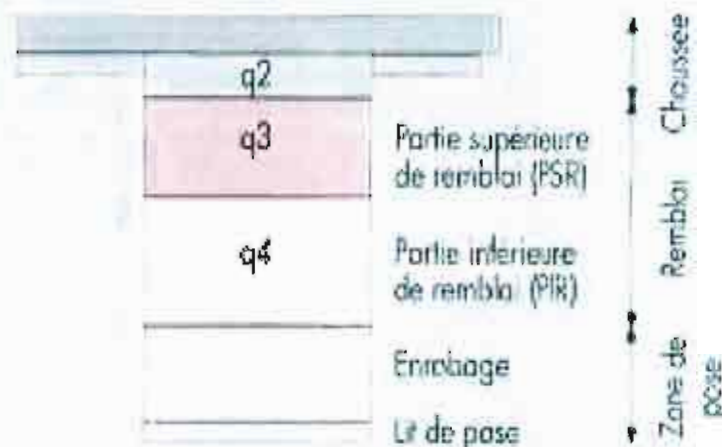 q2
q3
Partie supérieure
de remblai (PSR)
q4
Partie inférieure
de remblai (PIR)
Enrobage
Lit de pose
Chaussée
Remblai
Zone de
pose